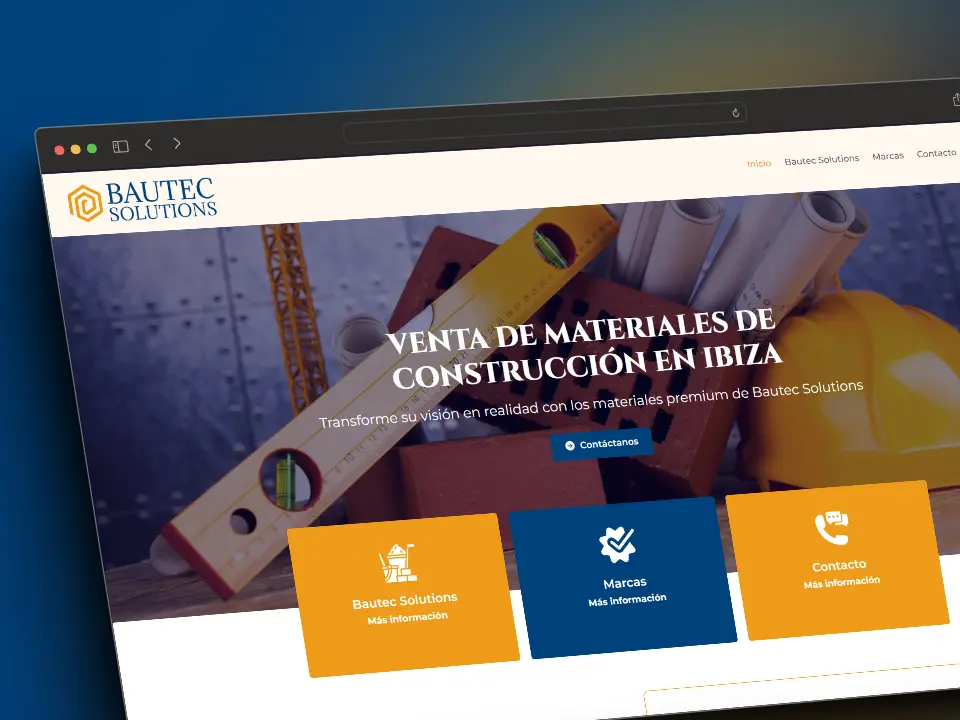 BAUTEC
SOLUTIONS
Inicio
Bautec Solutions
Marcas
Contacto
VENTA DE MATERIALES DE
CONSTRUCCIÓN EN IBIZA
Transforme su visión en realidad con los materiales premium de Bautec Solutions
Contáctanos
Bautec Solutions
Más información
Marcas
Más información
Contacto
Más información